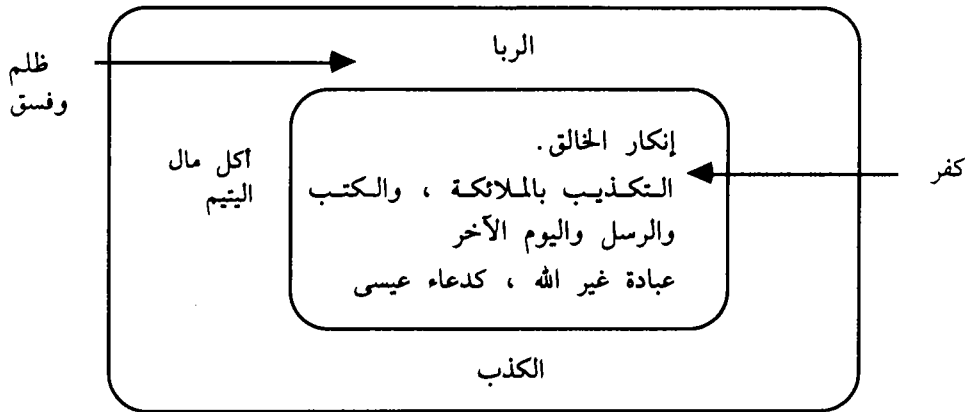 الربا
ظلم
وفسق
إنكار الخالق.
التكذيب بالملائكة ، والكتب
والرسل واليوم الآخر
عبادة غير الله ، كدعاء عيسى
كفر
أكل مال
اليتيم
الكذب